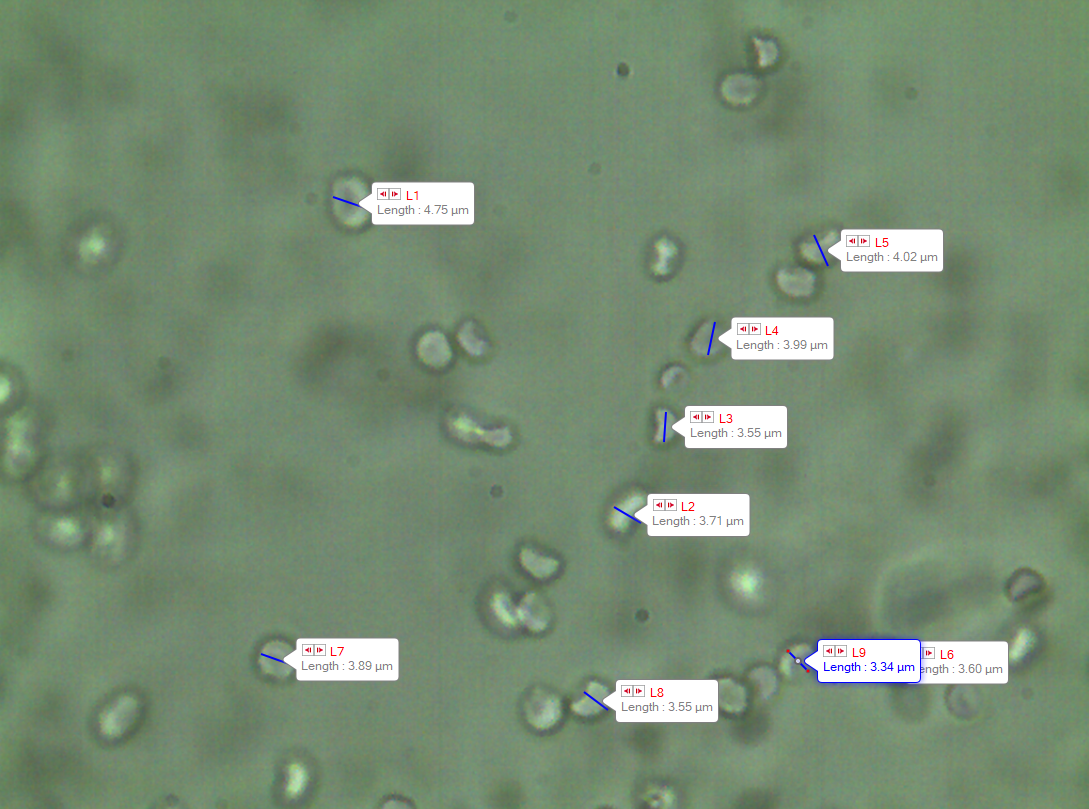 L1
Length : 4.75 µm
L5
Length : 4.02 µm
L4
Length : 3.99 µm
L3
Length : 3.55 µm
L2
Length : 3.71 µm
L7
Length : 3.89 µm
L9
Length : 3.34 µm
L6
ength : 3.60 µm
L8
Length : 3.55 µm